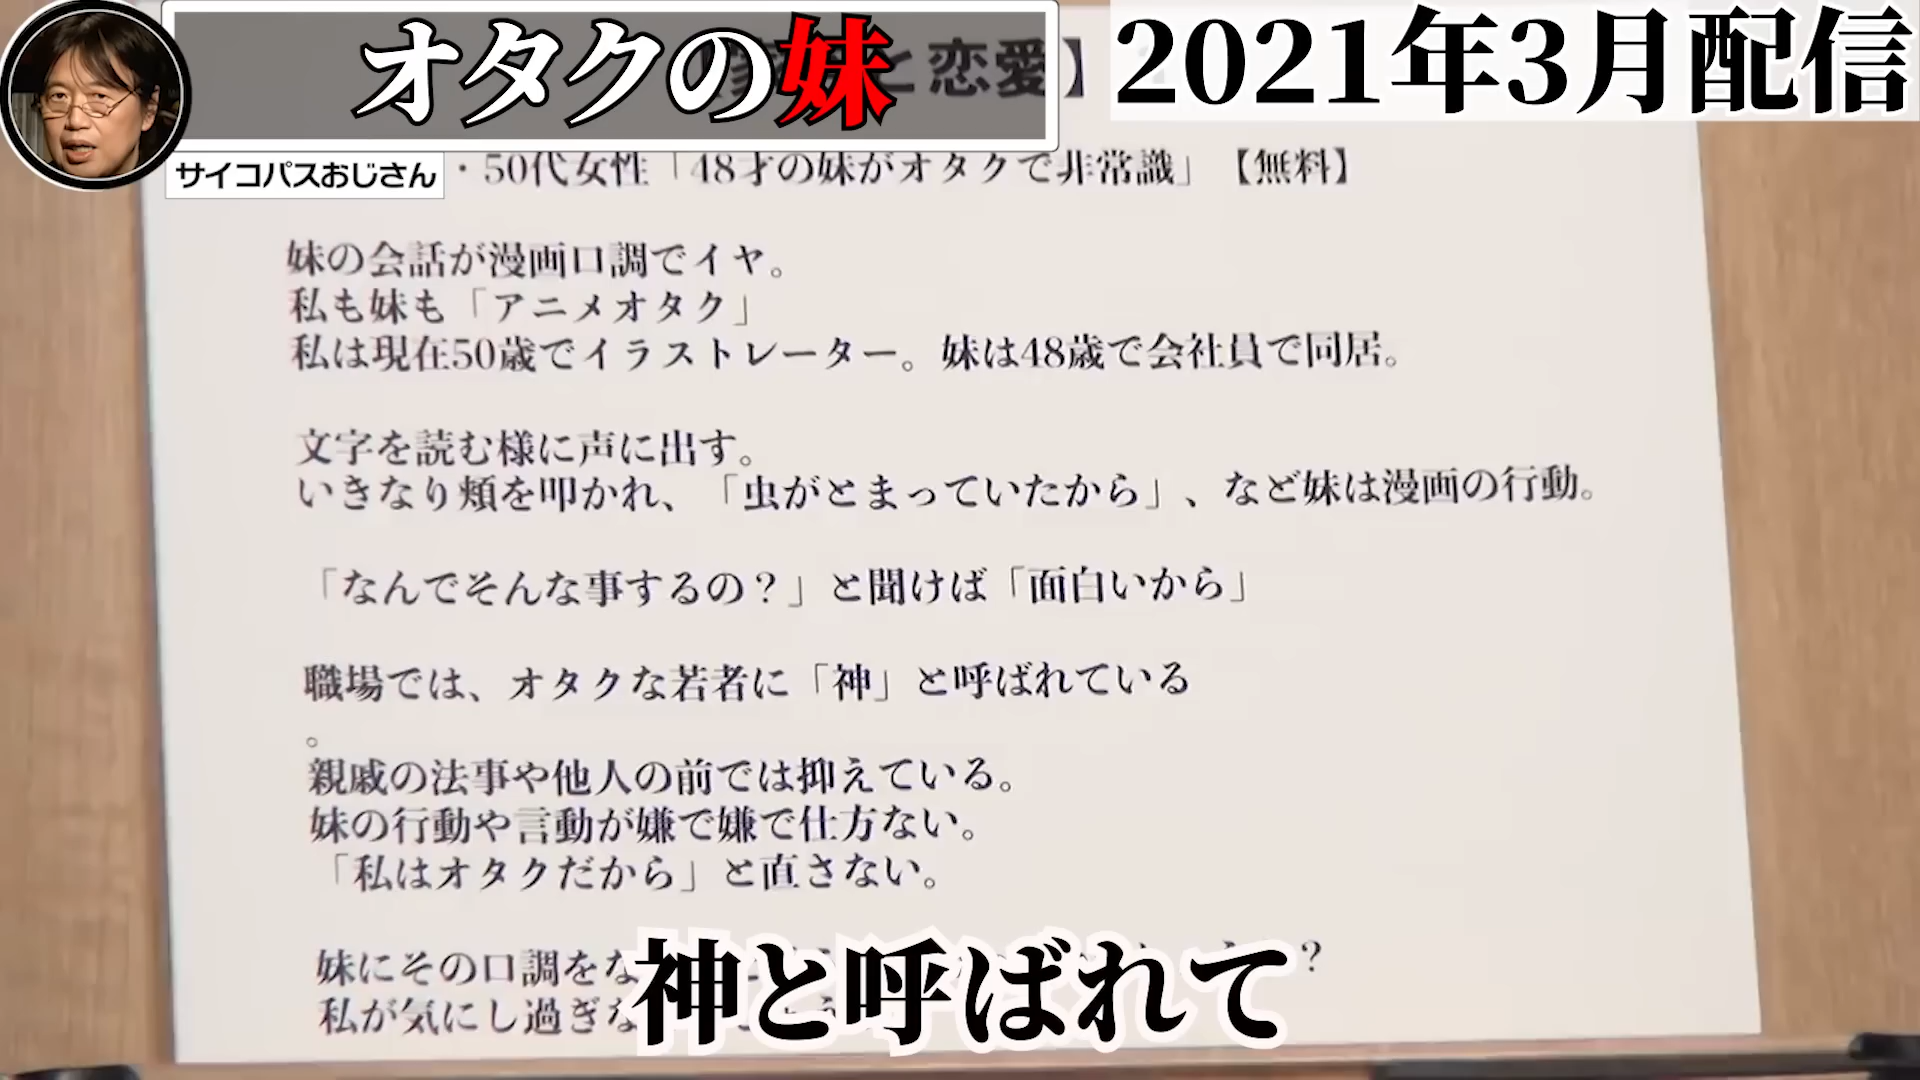 オタクの妹
と恋愛】
2021年3月配信
サイコパスおじさん
・50代女性「48才の妹がオタクで非常識」【無料】
妹の会話が漫画口調でイヤ。
私も妹も「アニメオタク」
私は現在50歳でイラストレーター。妹は48歳で会社員で同居。
文字を読む様に声に出す。
いきなり頬を叩かれ、「虫がとまっていたから」、など妹は漫画の行動。
「なんでそんな事するの？」と聞けば「面白いから」
職場では、オタクな若者に「神」と呼ばれている
。
親戚の法事や他人の前では抑えている。
妹の行動や言動が嫌で嫌で仕方ない。
「私はオタクだから」と直さない。
妹にその口調をな ？
私が気にし過ぎな
神と呼ばれて